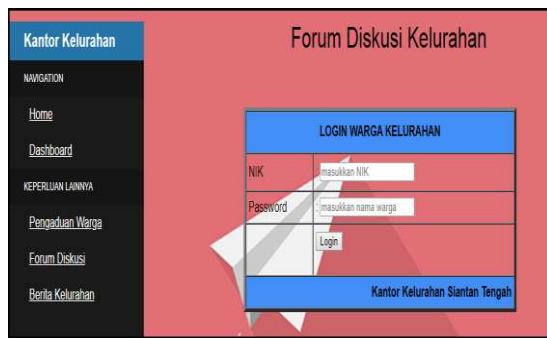 Kantor Kelurahan
NAVIGATION
Home
Dashboard
KEPERLUAN LAINNYA
Pengaduan Warga
Forum Diskusi
Berita Kelurahan
Forum Diskusi Kelurahan
LOGIN WARGA KELURAHAN
NIK : masukkan NIK
Password : masukkan nama warga
Login
Kantor Kelurahan Siantan Tengah